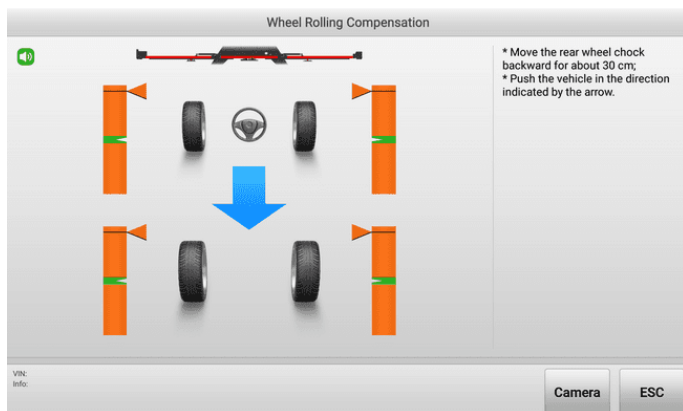 Wheel Rolling Compensation
* Move the rear wheel chock
backward for about 30 cm;
* Push the vehicle in the direction
indicated by the arrow.
VIN:
Info:
Camera
ESC